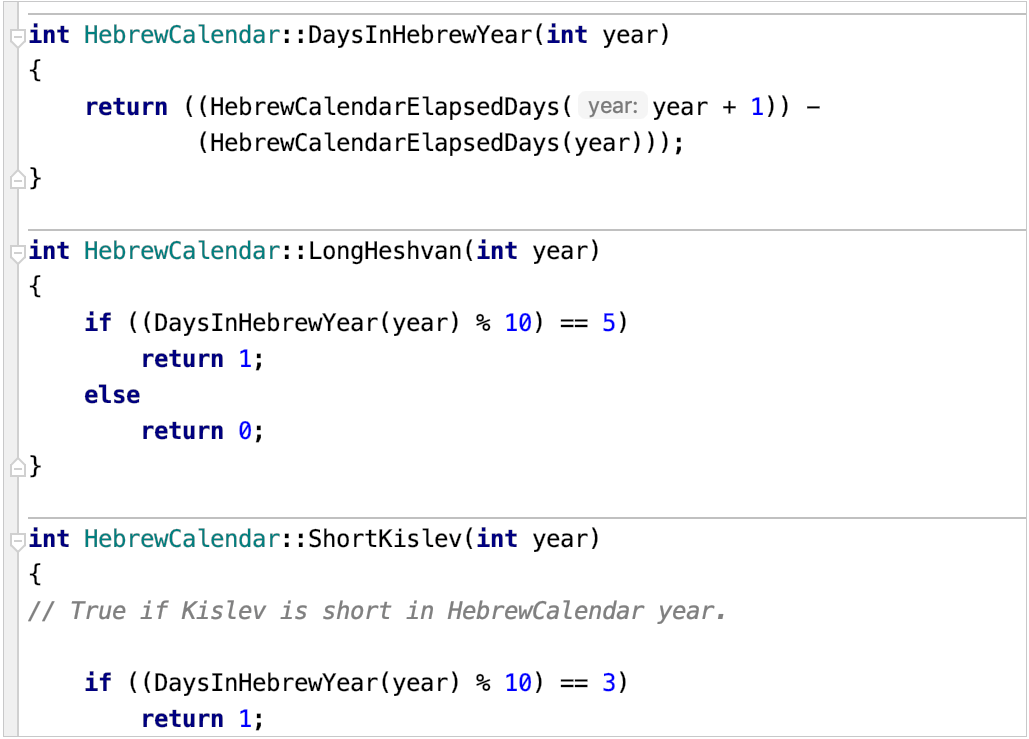 int HebrewCalendar::DaysInHebrewYear(int year)
{
    return ((HebrewCalendarElapsedDays( year: year + 1)) -
            (HebrewCalendarElapsedDays(year)));
}
int HebrewCalendar::LongHeshvan(int year)
{
    if ((DaysInHebrewYear(year) % 10) == 5)
        return 1;
    else
        return 0;
}
int HebrewCalendar::ShortKislev(int year)
{
// True if Kislev is short in HebrewCalendar year.
    if ((DaysInHebrewYear(year) % 10) == 3)
        return 1;